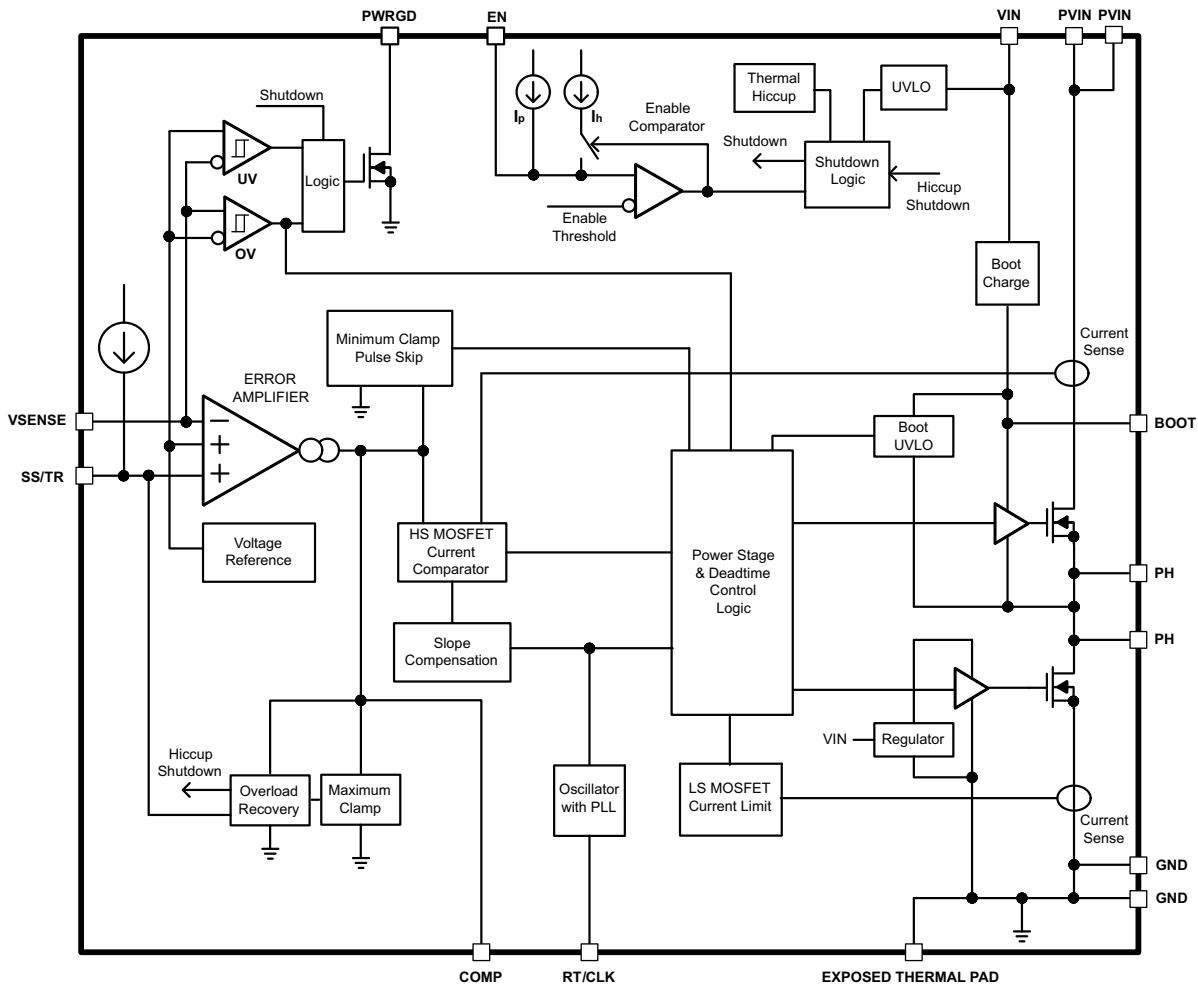 PWRGD
EN
VIN
PVIN
PVIN
Shutdown
UV
OV
Logic
Ip
Ih
Enable
Comparator
Enable
Threshold
Thermal
Hiccup
UVLO
Shutdown
Shutdown
Logic
Hiccup
Shutdown
Boot
Charge
Current
Sense
Minimum Clamp
Pulse Skip
ERROR
AMPLIFIER
VSENSE
SS/TR
BOOT
Boot
UVLO
Voltage
Reference
HS MOSFET
Current
Comparator
Power Stage
& Deadtime
Control
Logic
PH
PH
Slope
Compensation
VIN
Regulator
Hiccup
Shutdown
Overload
Recovery
Maximum
Clamp
Oscillator
with PLL
LS MOSFET
Current Limit
Current
Sense
GND
GND
COMP
RT/CLK
EXPOSED THERMAL PAD